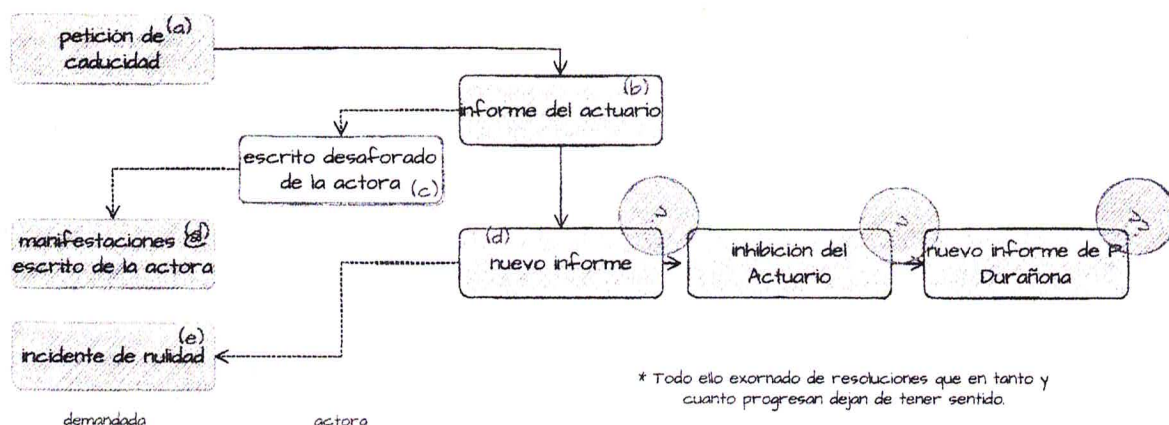 petición de (a)
caducidad
(b)
informe del actuario
escrito desaforado
de la actora (c)
manifestaciones (d)
escrito de la actora
(d)
nuevo informe
inhibición del
Actuario
nuevo informe de P.
Durañona
(e)
incidente de nulidad
* Todo ello exornado de resoluciones que en tanto y
cuanto progresan dejan de tener sentido.
demandada
actora